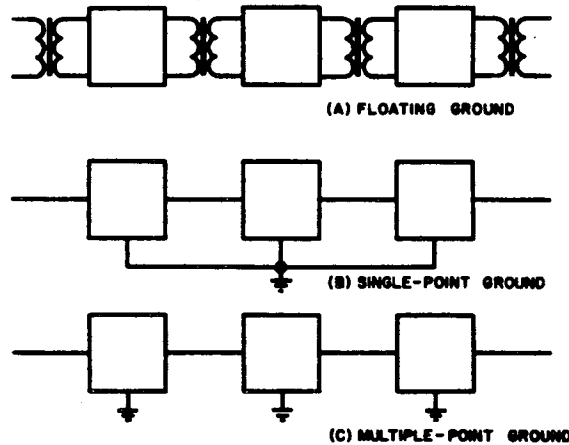 (A) FLOATING GROUND
(B) SINGLE-POINT GROUND
(C) MULTIPLE-POINT GROUND